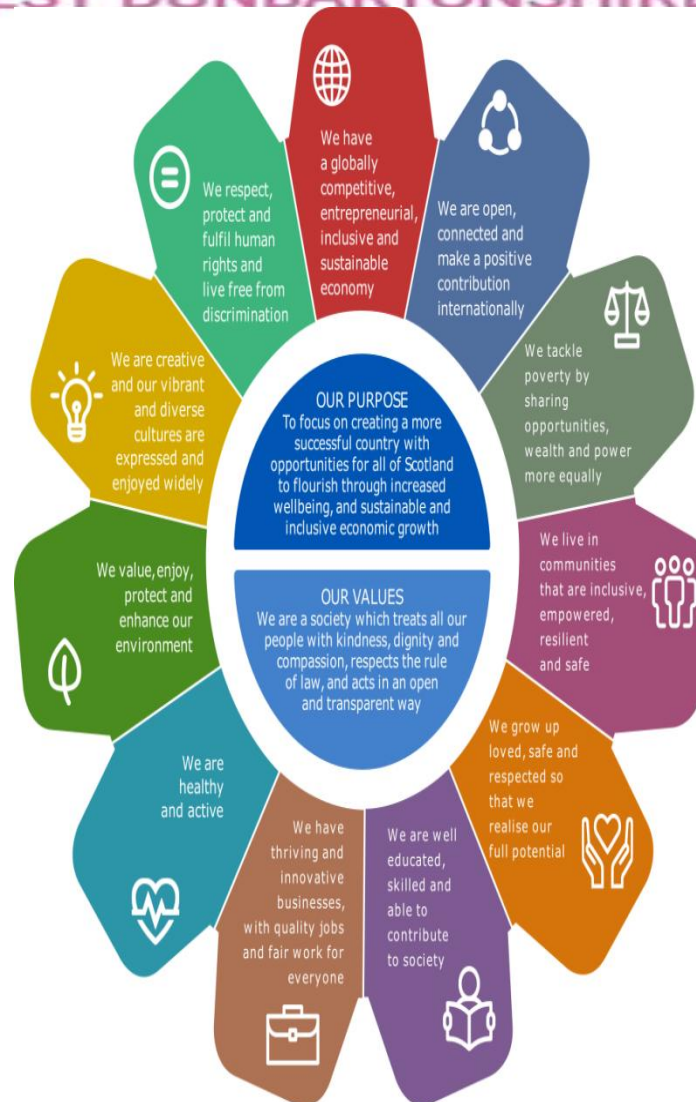 WEST DUNBARTONSHIRE
We have
a globally
competitive,
entrepreneurial,
inclusive and
sustainable
economy
We are open,
connected and
make a positive
contribution
internationally
We tackle
poverty by
sharing
opportunities,
wealth and power
more equally
We live in
communities
that are inclusive,
empowered,
resilient
and safe
We grow up
loved, safe and
respected so
that we
realise our
full potential
We are well
educated,
skilled and
able to
contribute
to society
We have
thriving and
innovative
businesses,
with quality jobs
and fair work for
everyone
We are
healthy
and active
We value, enjoy,
protect and
enhance our
environment
We are creative
and our vibrant
and diverse
cultures are
expressed and
enjoyed widely
We respect,
protect and
fulfil human
rights and
live free from
discrimination
OUR PURPOSE
To focus on creating a more
successful country with
opportunities for all of Scotland
to flourish through increased
wellbeing, and sustainable and
inclusive economic growth
OUR VALUES
We are a society which treats all our
people with kindness, dignity and
compassion, respects the rule
of law, and acts in an open
and transparent way